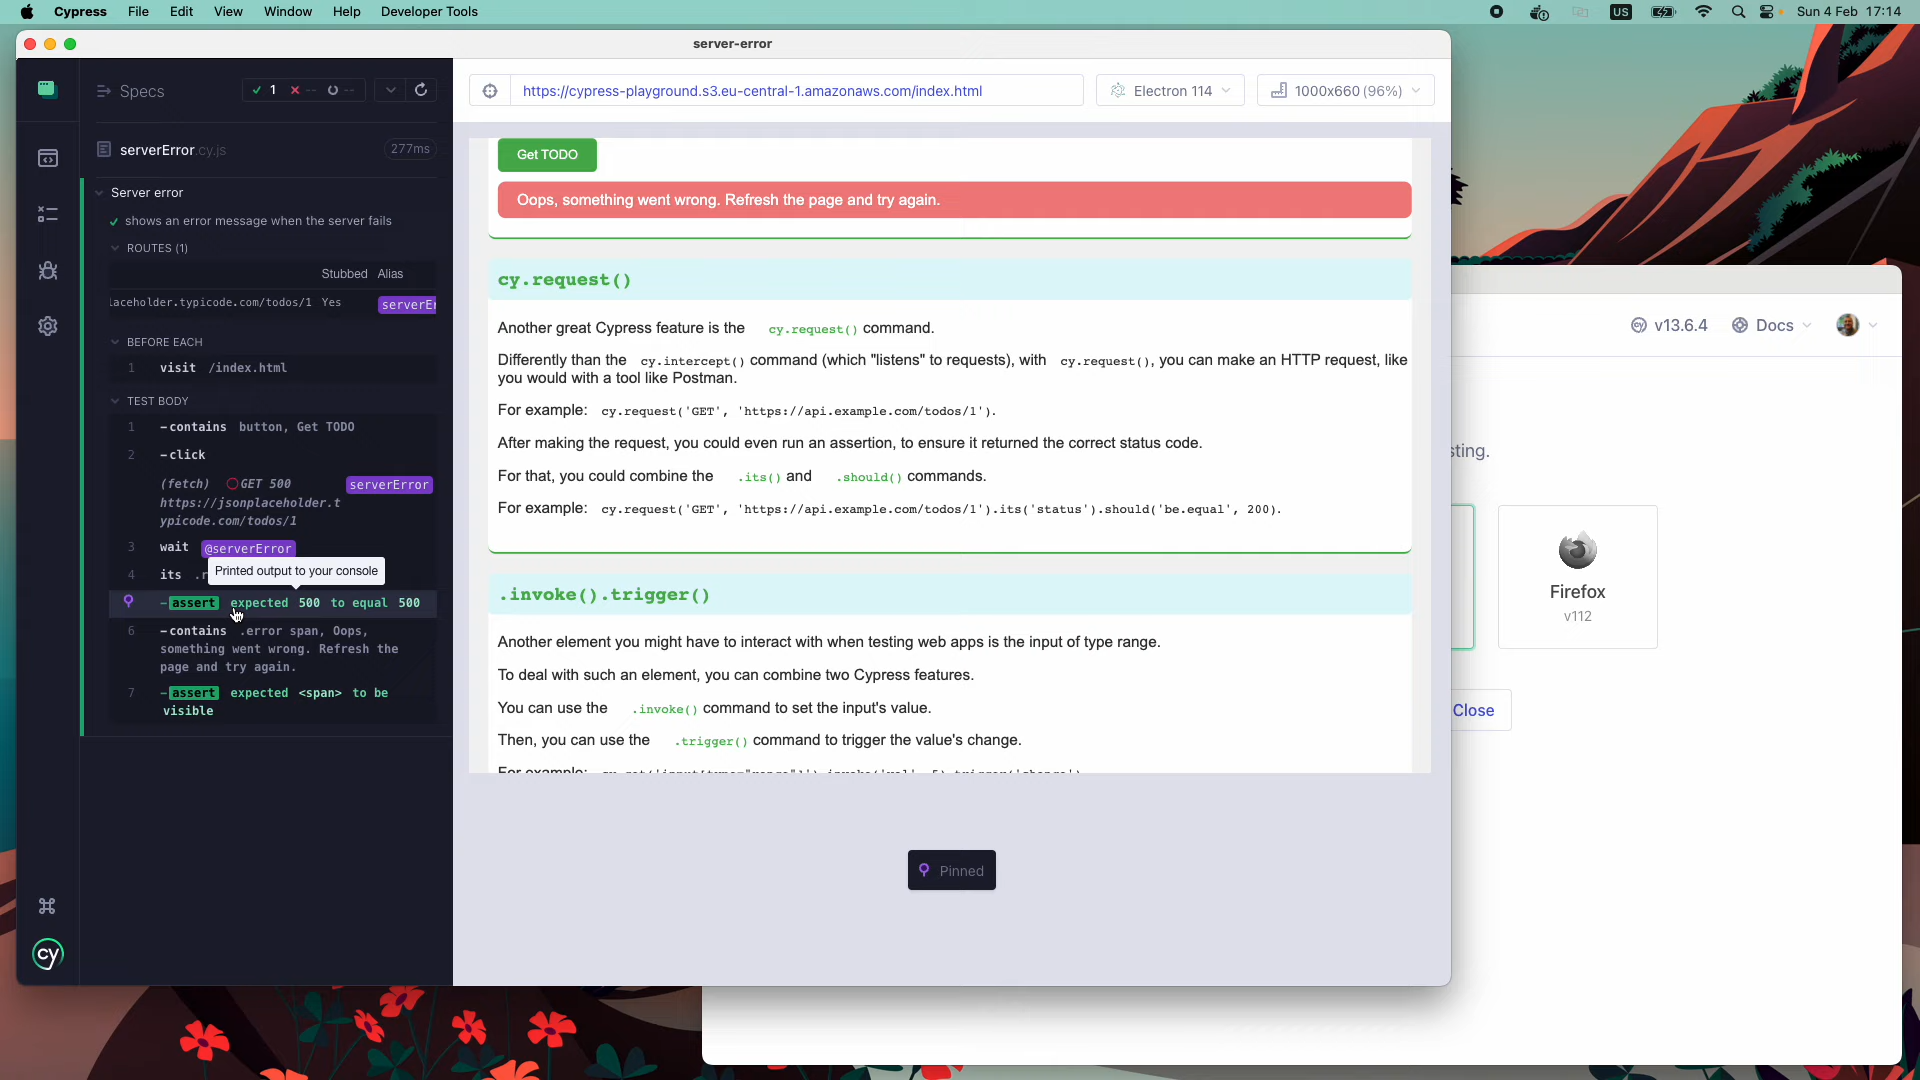 Cypress File Edit View Window Help Developer Tools
US Sun 4 Feb 17:14
server-error
Specs
1 -- --
https://cypress-playground.s3.eu-central-1.amazonaws.com/index.html
Electron 114
1000x660 (96%)
serverError.cy.js
277ms
Server error
shows an error message when the server fails
ROUTES (1)
Stubbed Alias
laceholder.typicode.com/todos/1 Yes serverEr
BEFORE EACH
1 visit /index.html
TEST BODY
1 -contains button, Get TODO
2 -click
(fetch) GET 500 serverError
https://jsonplaceholder.t
ypicode.com/todos/1
3 wait @serverError
Printed output to your console
4 its .r
-assert expected 500 to equal 500
6 -contains .error span, Oops,
something went wrong. Refresh the
page and try again.
7 -assert expected <span> to be
visible
cy
Get TODO
Oops, something went wrong. Refresh the page and try again.
cy.request()
Another great Cypress feature is the cy.request() command.
Differently than the cy.intercept() command (which "listens" to requests), with cy.request(), you can make an HTTP request, like
you would with a tool like Postman.
For example: cy.request('GET', 'https://api.example.com/todos/1').
After making the request, you could even run an assertion, to ensure it returned the correct status code.
For that, you could combine the .its() and .should() commands.
For example: cy.request('GET', 'https://api.example.com/todos/1').its('status').should('be.equal', 200).
.invoke().trigger()
Another element you might have to interact with when testing web apps is the input of type range.
To deal with such an element, you can combine two Cypress features.
You can use the .invoke() command to set the input's value.
Then, you can use the .trigger() command to trigger the value's change.
For example:
Pinned
v13.6.4
Docs
sting.
Firefox
v112
Close